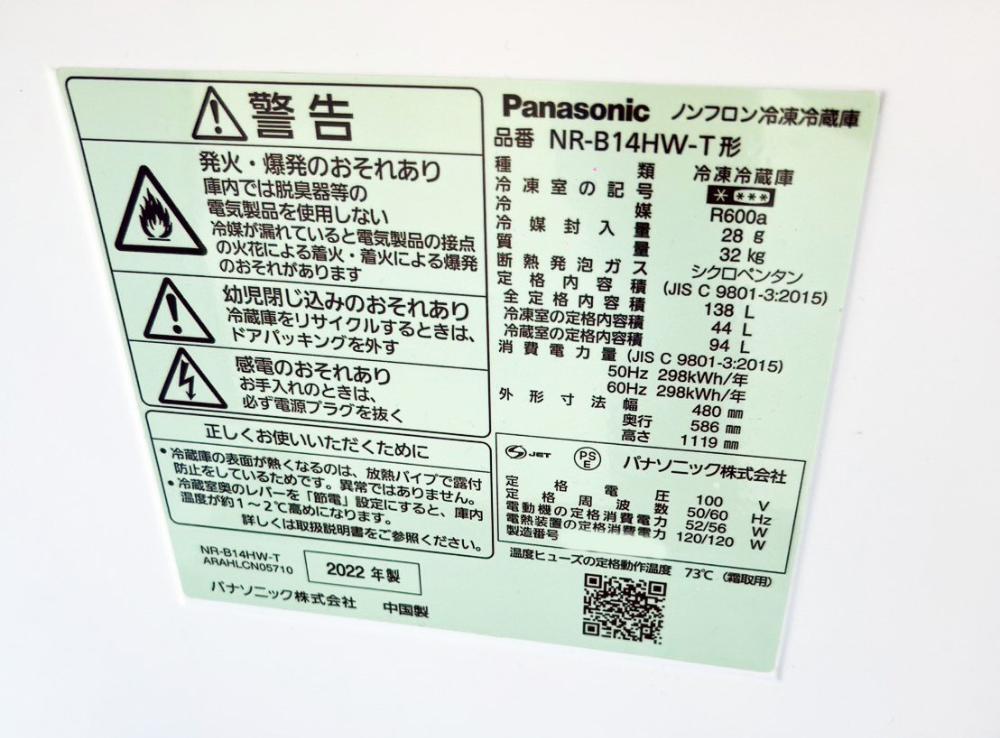 警告
発火・爆発のおそれあり
庫内では脱臭器等の
電気製品を使用しない
冷媒が漏れていると電気製品の接点
の火花による着火・着火による爆発
のおそれがあります
幼児閉じ込みのおそれあり
冷蔵庫をリサイクルするときは、
ドアパッキングを外す
感電のおそれあり
お手入れのときは、
必ず電源プラグを抜く
正しくお使いいただくために
・冷蔵庫の表面が熱くなるのは、放熱パイプで露付
防止をしているためです。異常ではありません。
・冷蔵室奥のレバーを「節電」設定にすると、庫内
温度が約1~2℃高めになります。
詳しくは取扱説明書をご参照ください。
NR-B14HW-T
ARAHLCN05710
2022 年製
パナソニック株式会社 中国製
Panasonic ノンフロン冷凍冷蔵庫
品番 NR-B14HW-T形
種類 冷凍冷蔵庫
冷凍室の記号 * ***
冷媒 R600a
冷媒封入量 28 g
質量 32 kg
断熱発泡ガス シクロペンタン
定格内容積 (JIS C 9801-3:2015)
全定格内容積 138 L
冷凍室の定格内容積 44 L
冷蔵室の定格内容積 94 L
消費電力量 (JIS C 9801-3:2015)
50Hz 298kWh/年
60Hz 298kWh/年
外形寸法 幅 480 mm
奥行 586 mm
高さ 1119 mm
JET PSE パナソニック株式会社
定格電圧 100 V
定格周波数 50/60 Hz
電動機の定格消費電力 52/56 W
電熱装置の定格消費電力 120/120 W
製造番号
温度ヒューズの定格動作温度 73℃ (霜取用)